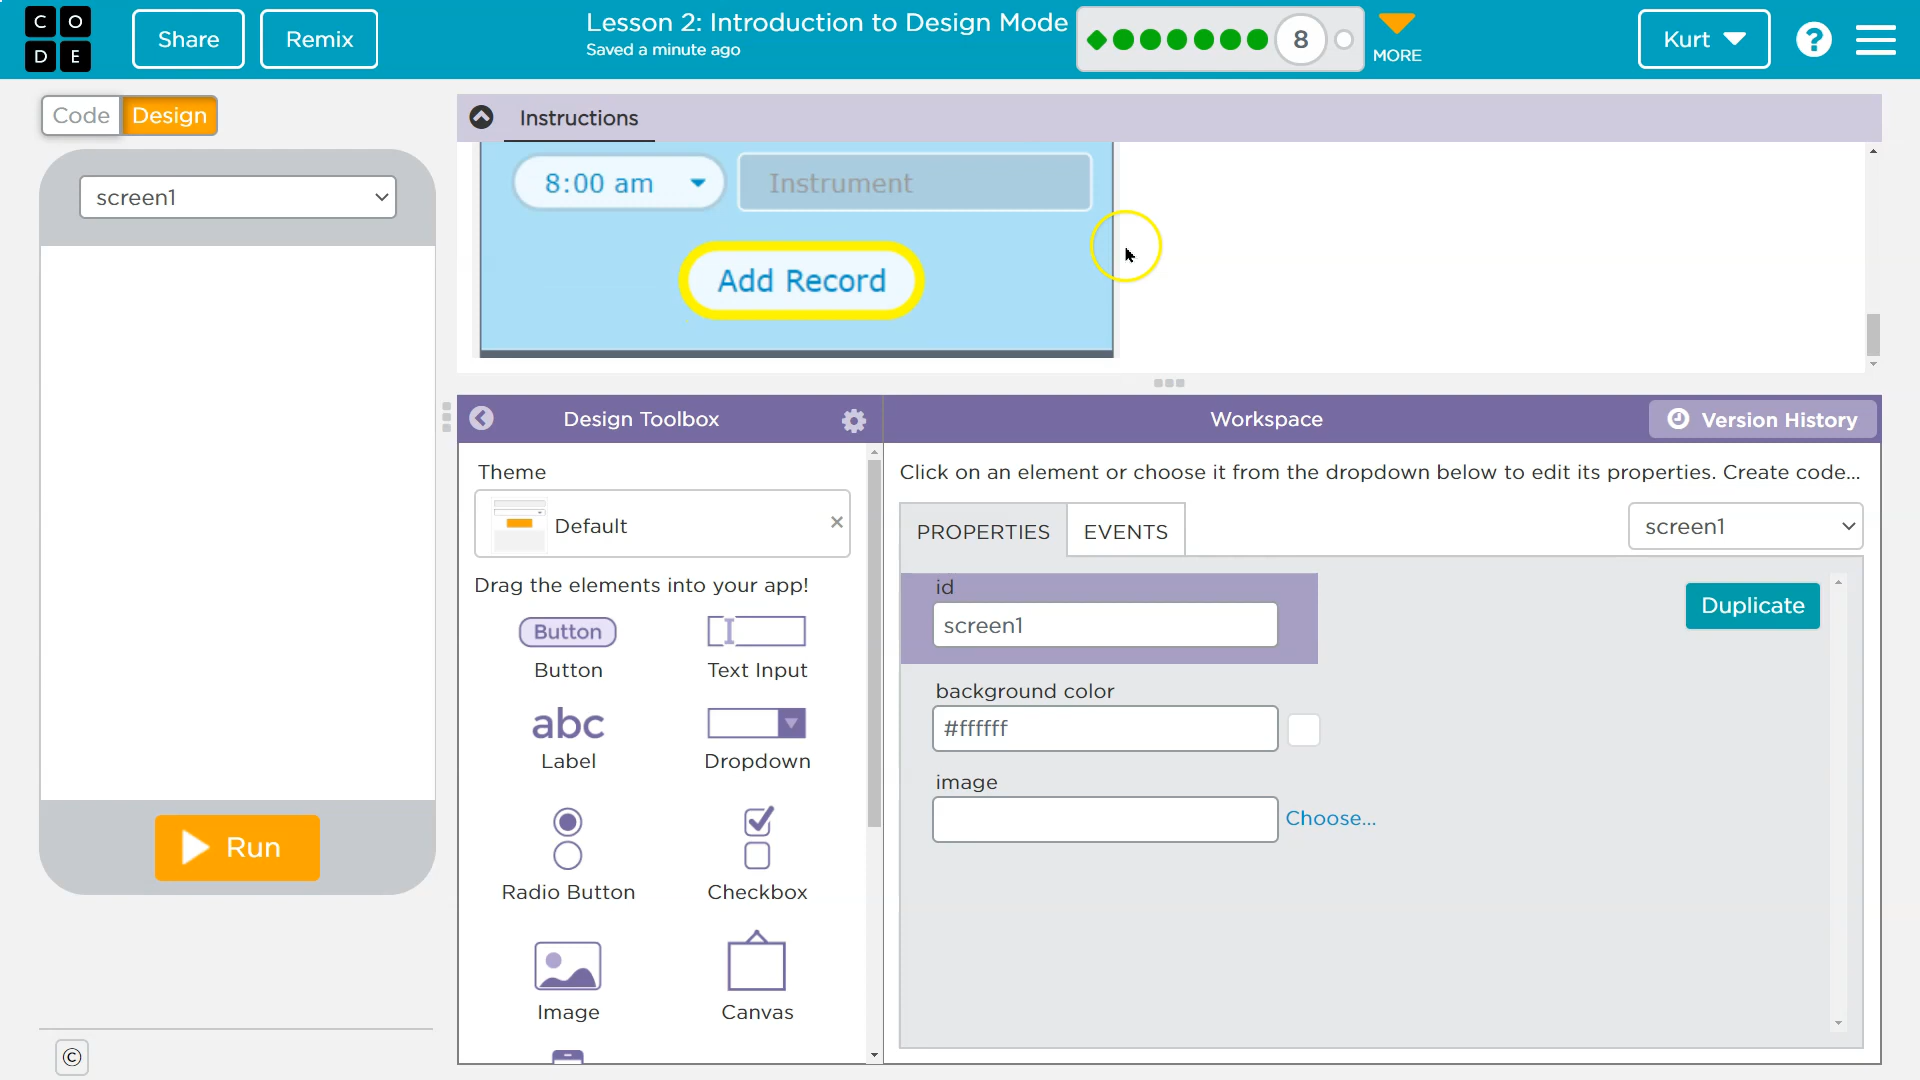 CODE
Share
Remix
Lesson 2: Introduction to Design Mode
Saved a minute ago
8
MORE
Kurt
?
Code
Design
Instructions
screen1
8:00 am
Instrument
Add Record
Design Toolbox
Workspace
Version History
Theme
Default
×
Click on an element or choose it from the dropdown below to edit its properties. Create code...
PROPERTIES
EVENTS
screen1
Drag the elements into your app!
id
screen1
Duplicate
Button
Button
Text Input
background color
#ffffff
abc
Label
Dropdown
image
Choose...
Radio Button
Checkbox
Run
Image
Canvas
©